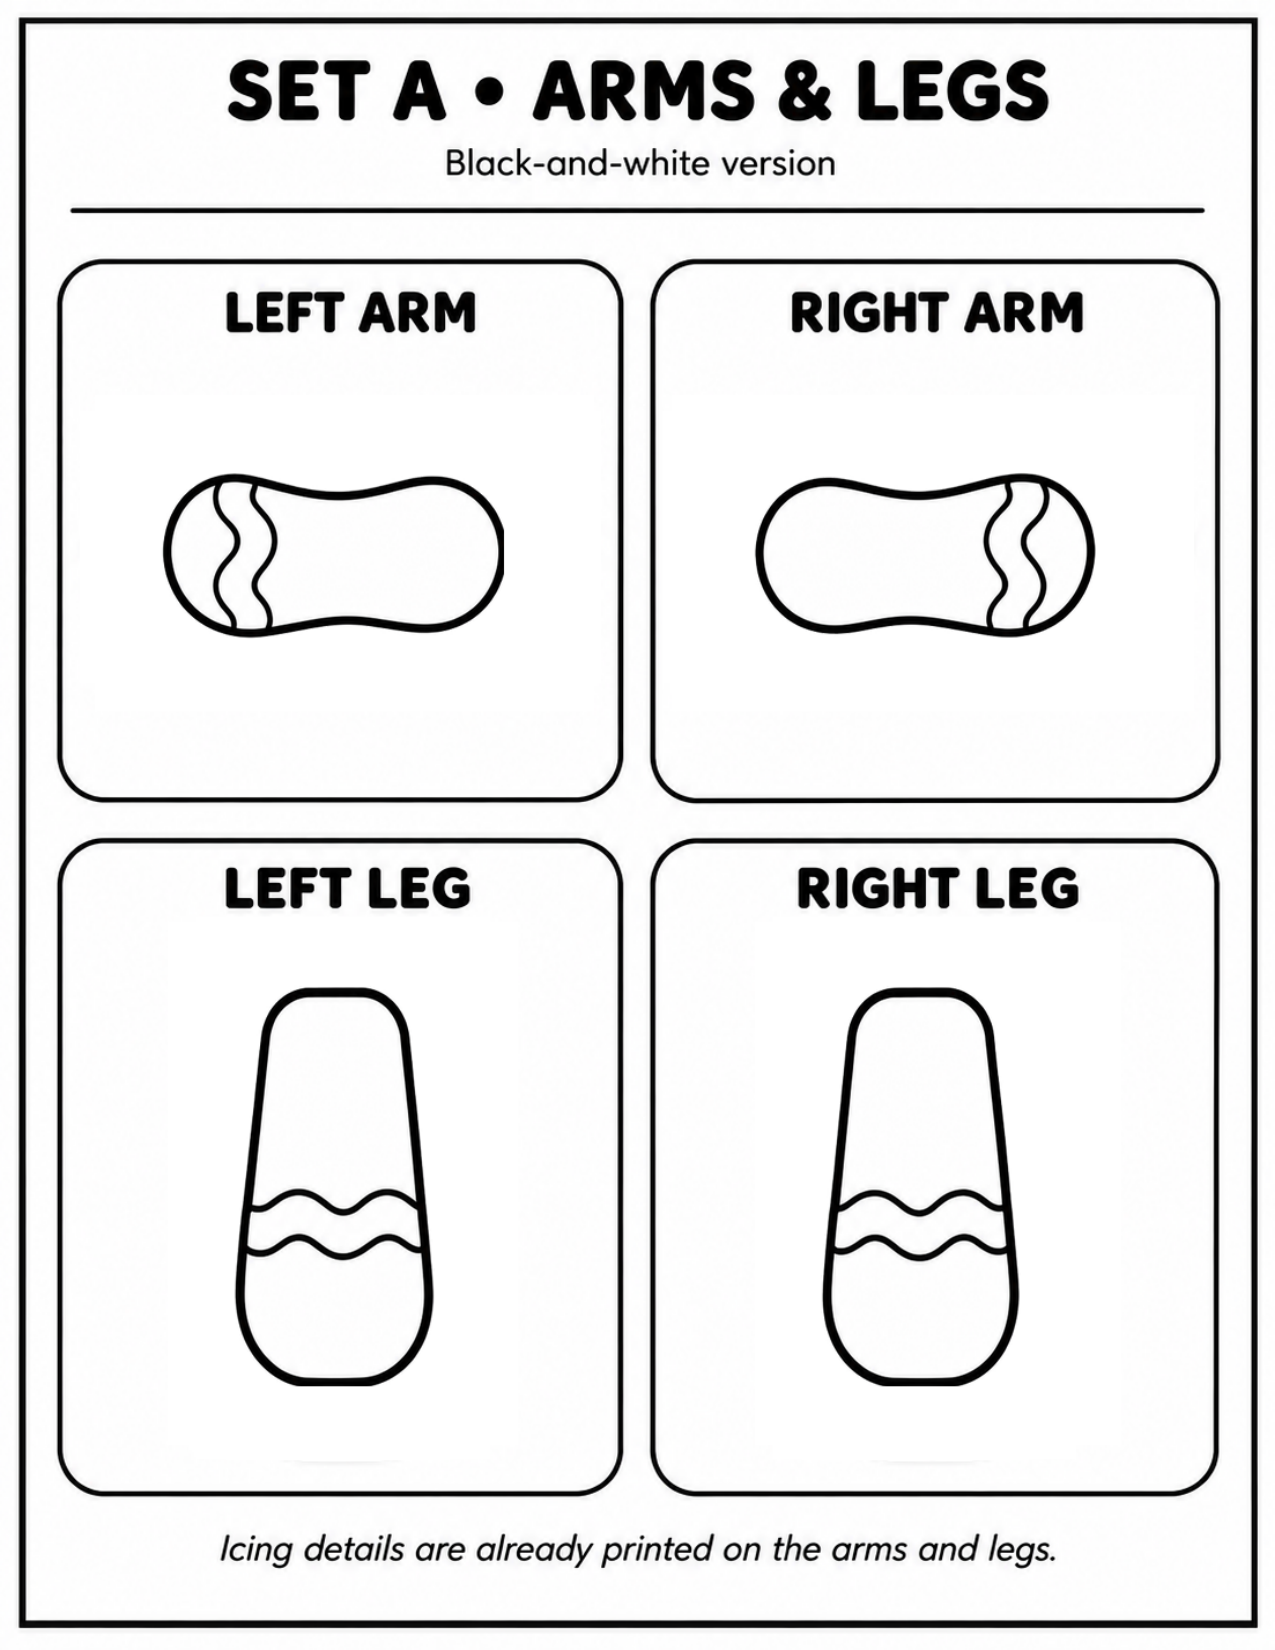 SET A • ARMS & LEGS
Black-and-white version
LEFT ARM
RIGHT ARM
LEFT LEG
RIGHT LEG
Icing details are already printed on the arms and legs.